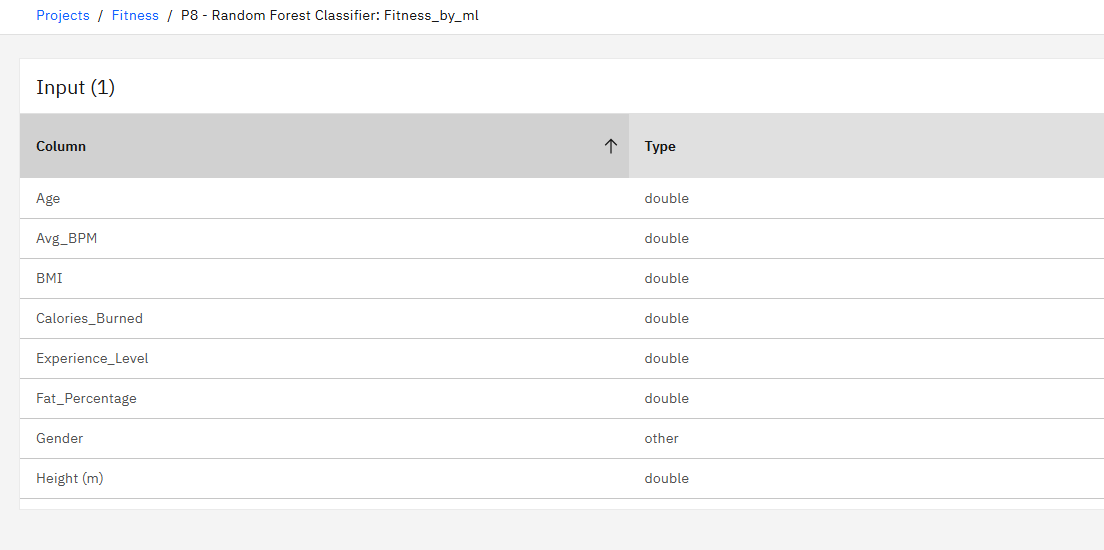 Projects / Fitness / P8 - Random Forest Classifier: Fitness_by_ml
Input (1)
Column Type
Age double
Avg_BPM double
BMI double
Calories_Burned double
Experience_Level double
Fat_Percentage double
Gender other
Height (m) double